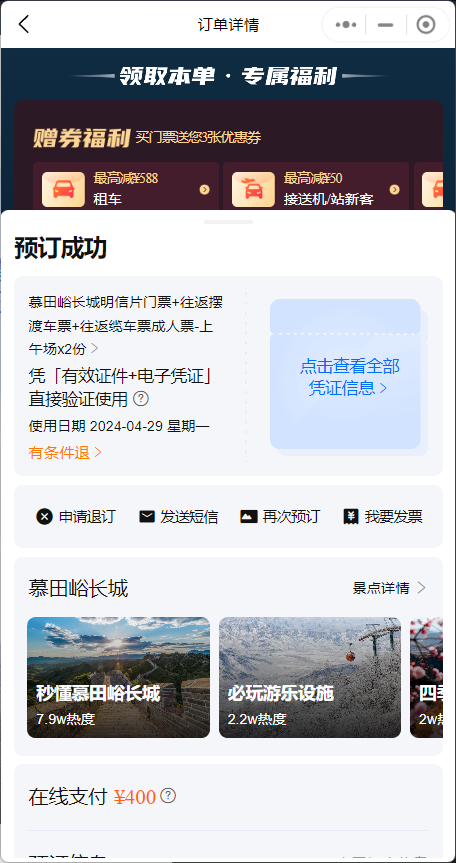 订单详情
领取本单·专属福利
赠券福利 买门票送您3张优惠券
最高减¥588
租车
最高减¥50
接送机/站新客
预订成功
慕田峪长城明信片门票+往返摆
渡车票+往返缆车票成人票-上
午场x2份
凭「有效证件+电子凭证」
直接验证使用
使用日期 2024-04-29 星期一
有条件退
点击查看全部
凭证信息
申请退订 发送短信 再次预订 我要发票
慕田峪长城 景点详情
秒懂慕田峪长城
7.9w热度
必玩游乐设施
2.2w热度
四季
2w热
在线支付 ¥400